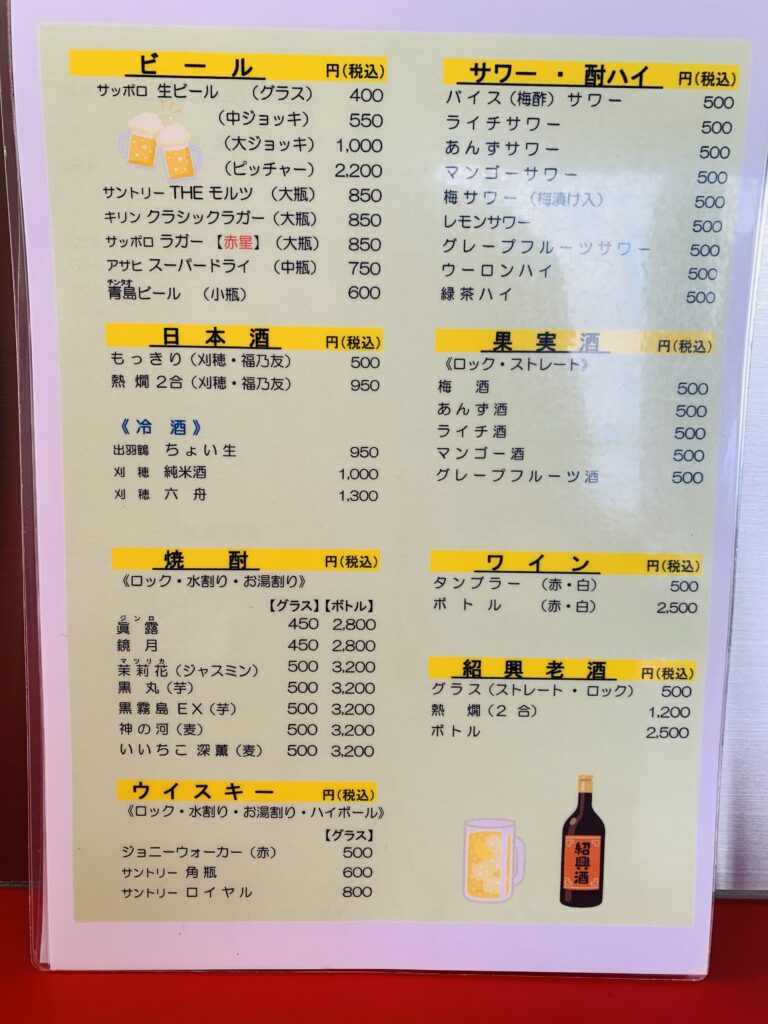 ビール 円(税込)
サッポロ 生ビール （グラス） 400
（中ジョッキ） 550
（大ジョッキ） 1,000
（ピッチャー） 2,200
サントリー THE モルツ （大瓶） 850
キリン クラシックラガー（大瓶） 850
サッポロ ラガー 【赤星】（大瓶） 850
アサヒ スーパードライ （中瓶） 750
チンタオ
青島ビール （小瓶） 600
日本酒 円(税込)
もっきり（刈穂・福乃友） 500
熱燗 2合（刈穂・福乃友） 950
《冷酒》
出羽鶴 ちょい生 950
刈穂 純米酒 1,000
刈穂 六舟 1,300
焼酎 円(税込)
《ロック・水割り・お湯割り》
【グラス】【ボトル】
ジンロ
眞露 450 2,800
鏡月 450 2,800
マツリカ
茉莉花（ジャスミン） 500 3,200
黒丸（芋） 500 3,200
黒霧島EX（芋） 500 3,200
神の河（麦） 500 3,200
いいちこ 深薫（麦） 500 3,200
ウイスキー 円(税込)
《ロック・水割り・お湯割り・ハイボール》
【グラス】
ジョニーウォーカー（赤） 500
サントリー 角瓶 600
サントリー ロイヤル 800
サワー・酎ハイ 円(税込)
バイス（梅酢）サワー 500
ライチサワー 500
あんずサワー 500
マンゴーサワー 500
梅サワー（梅漬け入） 500
レモンサワー 500
グレープフルーツサワー 500
ウーロンハイ 500
緑茶ハイ 500
果実酒 円(税込)
《ロック・ストレート》
梅酒 500
あんず酒 500
ライチ酒 500
マンゴー酒 500
グレープフルーツ酒 500
ワイン 円(税込)
タンブラー （赤・白） 500
ボトル （赤・白） 2,500
紹興老酒 円(税込)
グラス（ストレート・ロック） 500
熱燗（2合） 1,200
ボトル 2,500
紹興酒